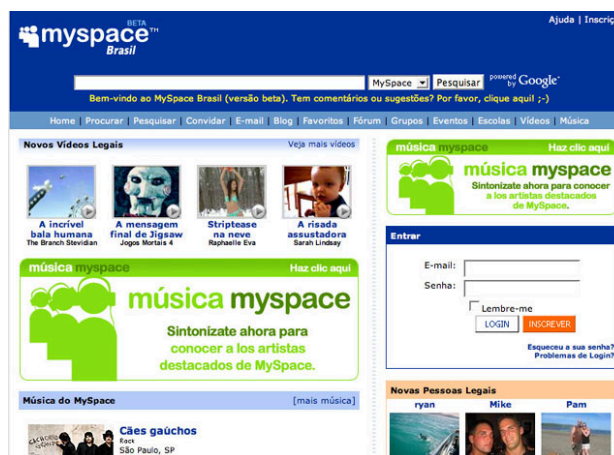 Ajuda | Inscriç
BETA
myspace™
Brasil
MySpace Pesquisar powered by Google™
Bem-vindo ao MySpace Brasil (versão beta). Tem comentários ou sugestões? Por favor, clique aqui! ;-)
Home | Procurar | Pesquisar | Convidar | E-mail | Blog | Favoritos | Fórum | Grupos | Eventos | Escolas | Vídeos | Música
Novos Vídeos Legais Veja mais vídeos
A incrível bala humana
The Branch Stevidian
A mensagem final de Jigsaw
Jogos Mortais 4
Striptease na neve
Raphaelle Eva
A risada assustadora
Sarah Lindsay
música myspace Haz clic aquí
música myspace
Sintonizate ahora para
conocer a los artistas
destacados de MySpace.
Música do MySpace [mais música]
Cães gaúchos
São Paulo, SP
música myspace Haz clic aquí
música myspace
Sintonizate ahora para conocer
a los artistas destacados
de MySpace.
Entrar
E-mail:
Senha:
Lembre-me
LOGIN INSCREVER
Esqueceu a sua senha?
Problemas de Login?
Novas Pessoas Legais
ryan Mike Pam